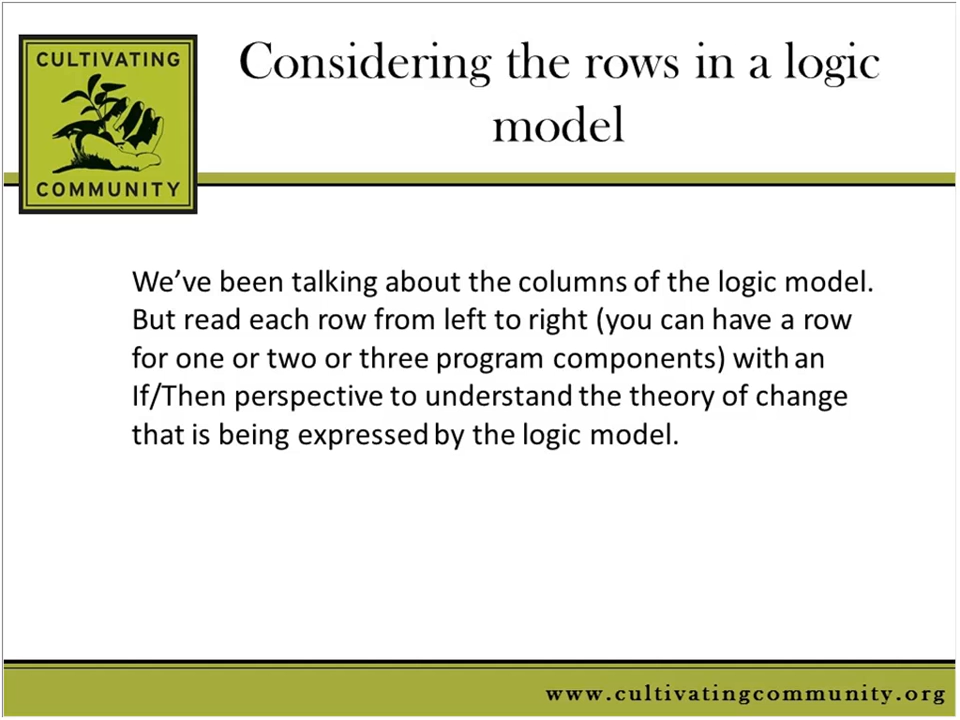 CULTIVATING
COMMUNITY
Considering the rows in a logic
model
We’ve been talking about the columns of the logic model.
But read each row from left to right (you can have a row
for one or two or three program components) with an
If/Then perspective to understand the theory of change
that is being expressed by the logic model.
www.cultivatingcommunity.org